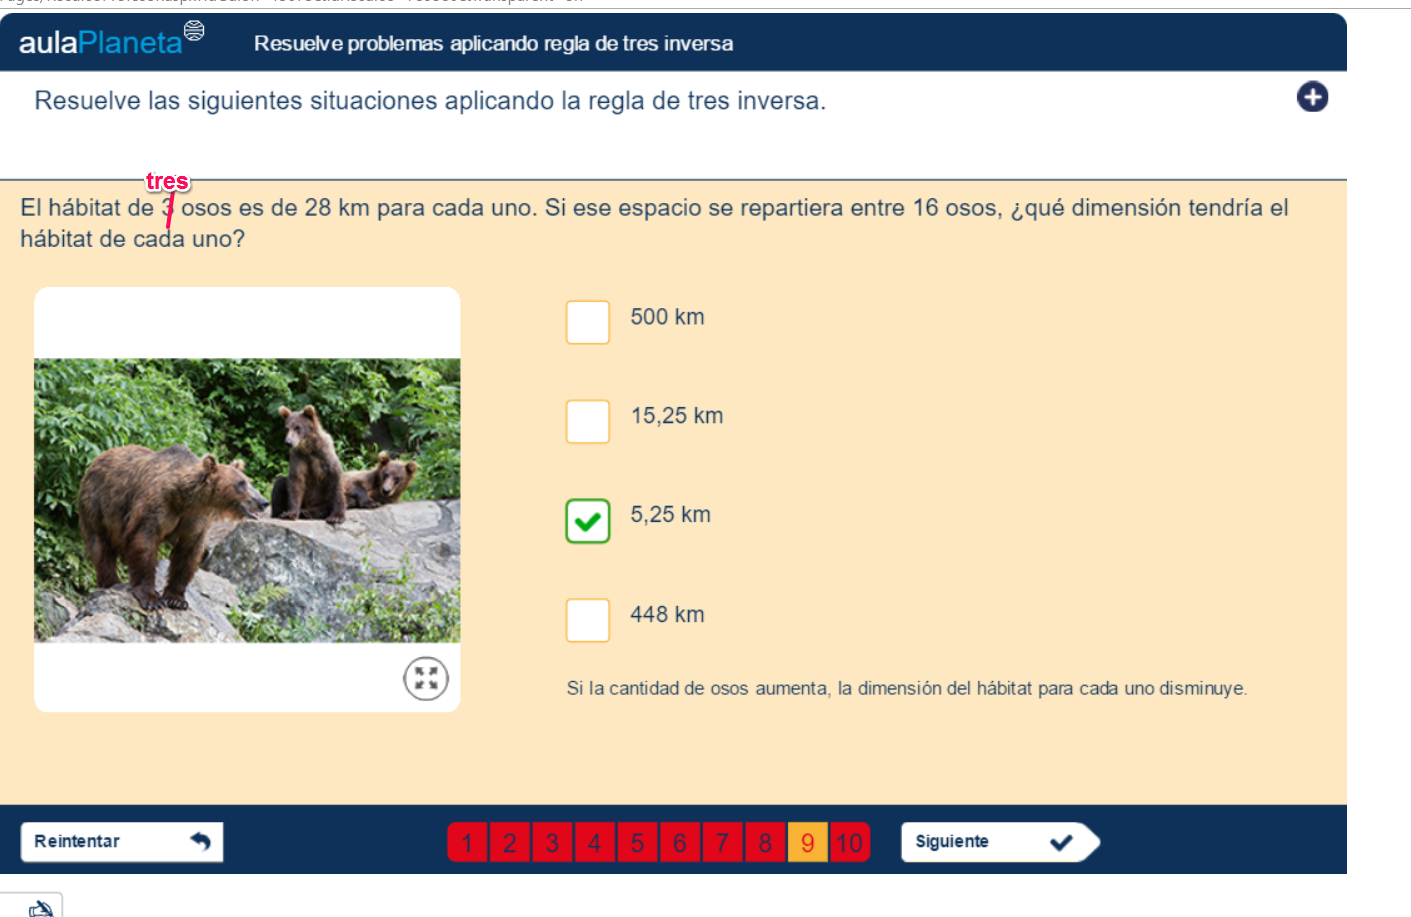 aulaPlaneta
Resuelve problemas aplicando regla de tres inversa
Resuelve las siguientes situaciones aplicando la regla de tres inversa.
tres
El hábitat de 3 osos es de 28 km para cada uno. Si ese espacio se repartiera entre 16 osos, ¿qué dimensión tendría el
hábitat de cada uno?
500 km
15,25 km
5,25 km
448 km
Si la cantidad de osos aumenta, la dimensión del hábitat para cada uno disminuye.
Reintentar
1 2 3 4 5 6 7 8 9 10
Siguiente